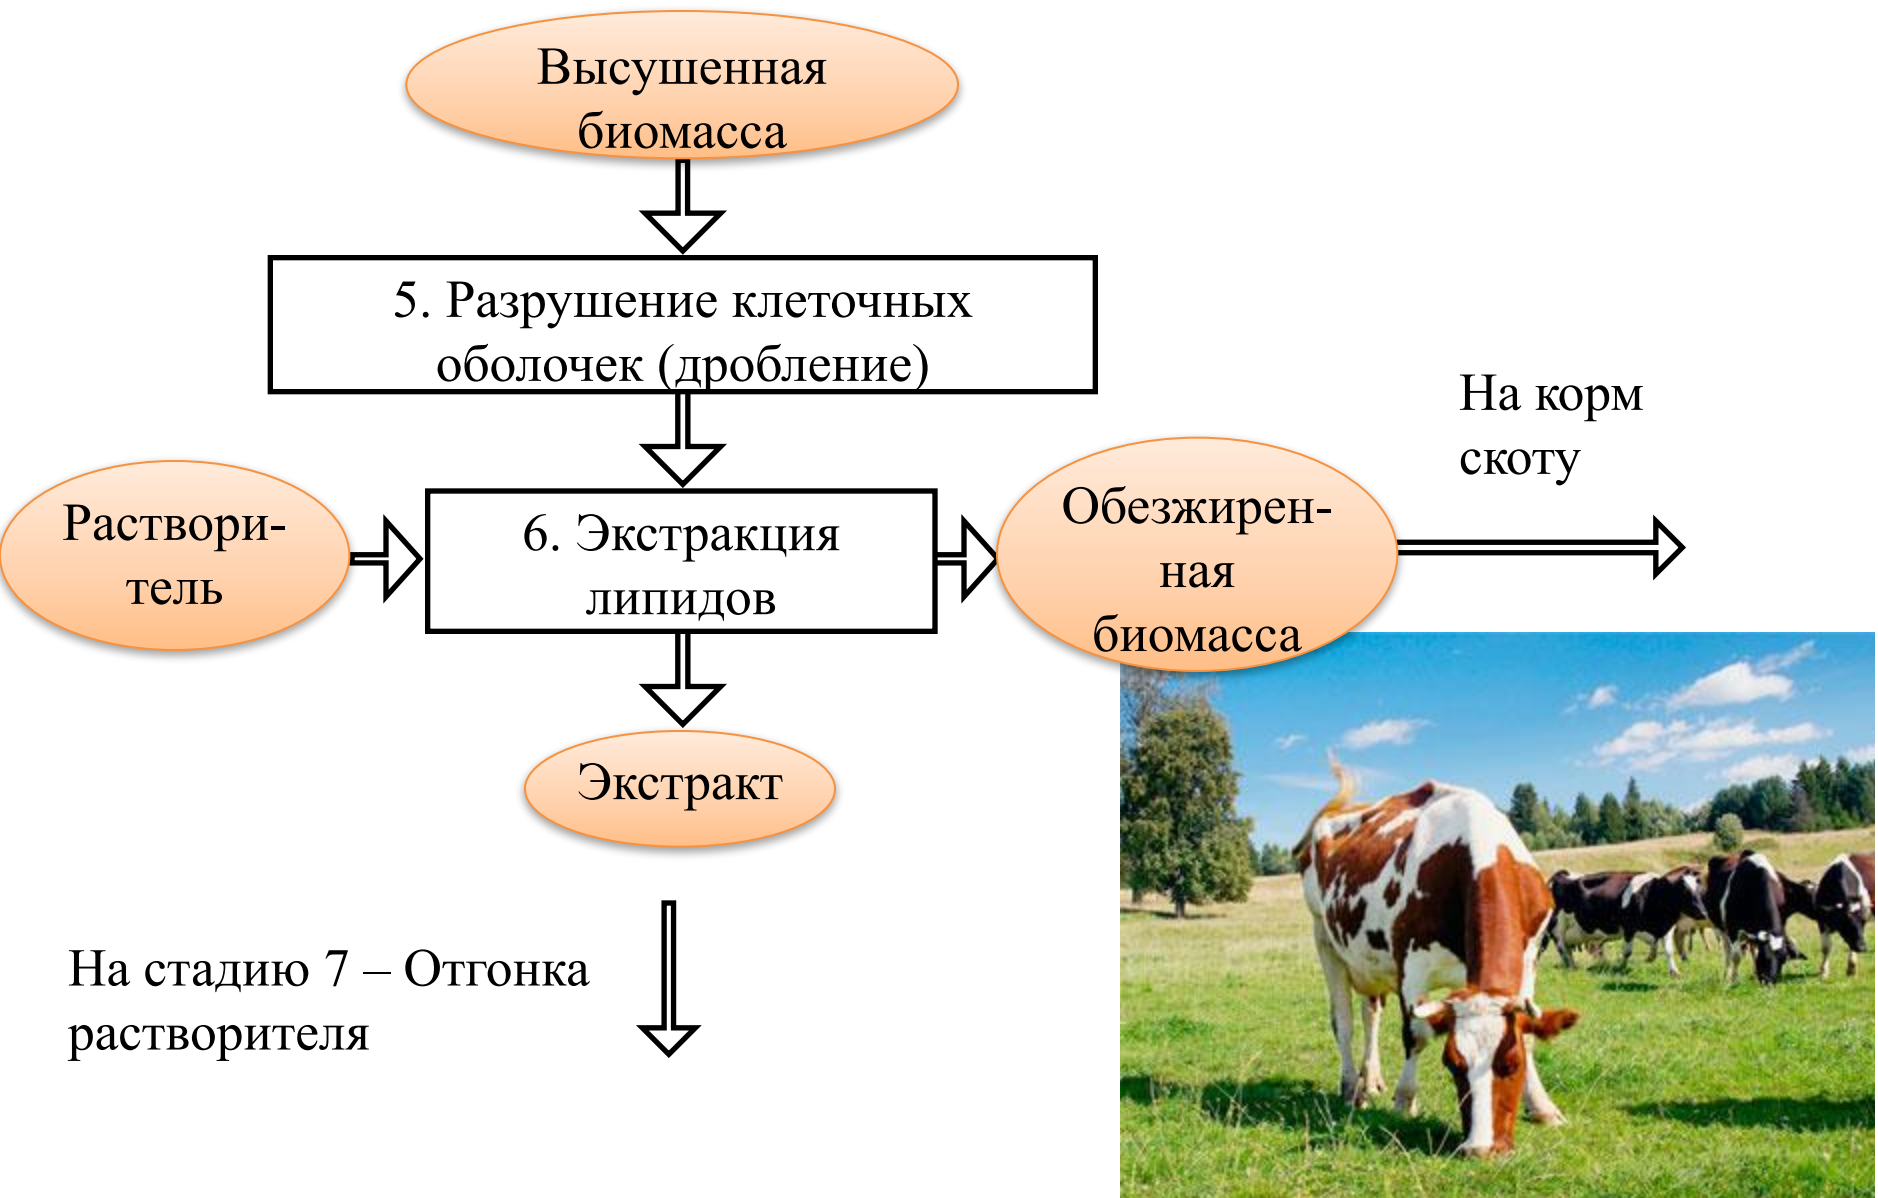 Высушенная
биомасса
5. Разрушение клеточных
оболочек (дробление)
На корм
скоту
Раствори-
тель
6. Экстракция
липидов
Обезжирен-
ная
биомасса
Экстракт
На стадию 7 – Отгонка
растворителя